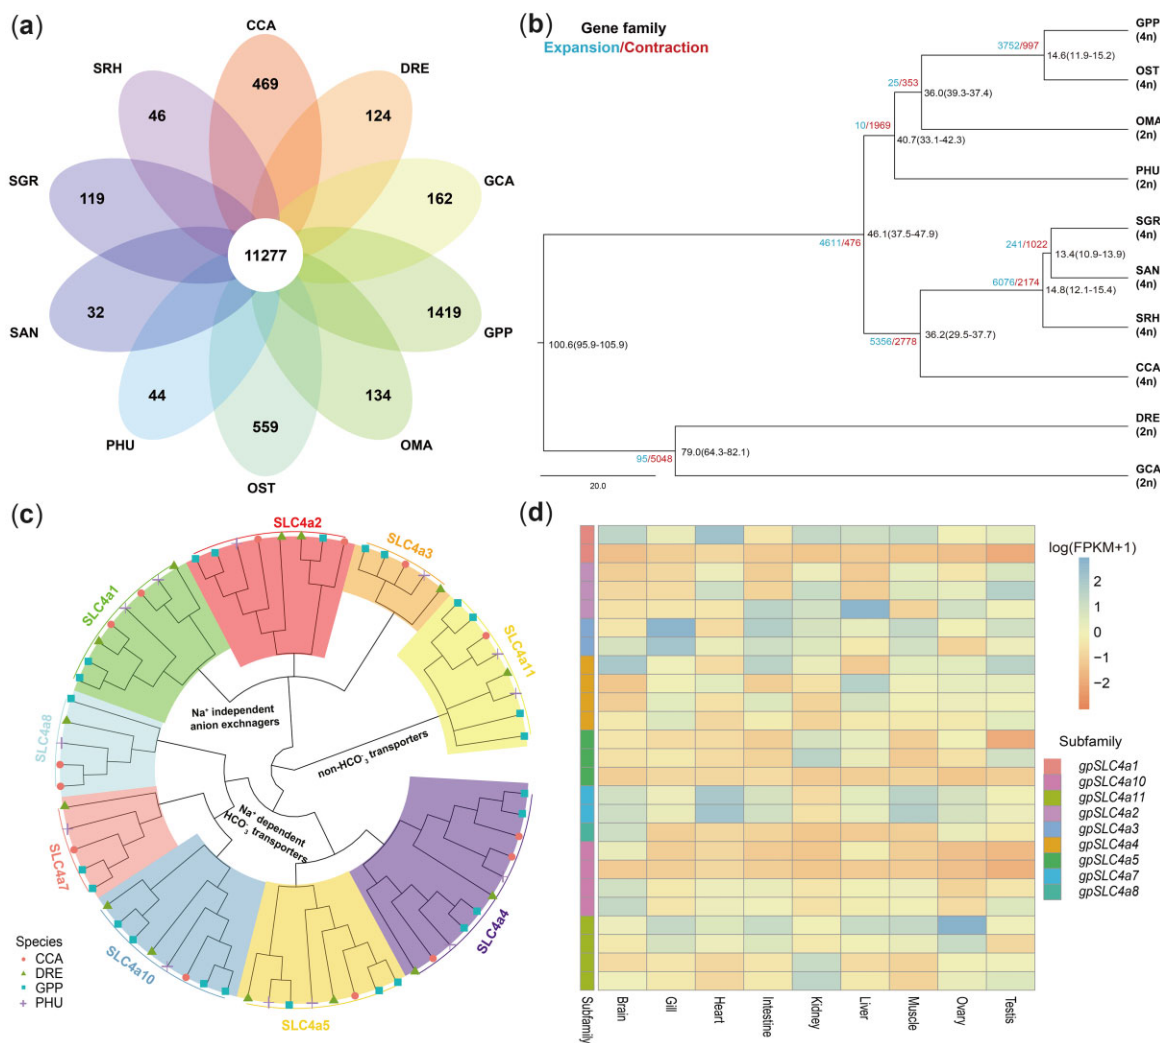 (a)
CCA
469
DRE
124
GCA
162
GPP
1419
OMA
134
OST
559
PHU
44
SAN
32
SGR
119
SRH
46
11277
(b)
Gene family
Expansion/Contraction
GPP
(4n)
3752/997
14.6(11.9-15.2)
OST
(4n)
25/353
36.0(39.3-37.4)
OMA
(2n)
10/1969
40.7(33.1-42.3)
PHU
(2n)
4611/476
46.1(37.5-47.9)
SGR
(4n)
241/1022
13.4(10.9-13.9)
SAN
(4n)
6076/2174
14.8(12.1-15.4)
SRH
(4n)
5356/2778
36.2(29.5-37.7)
CCA
(4n)
100.6(95.9-105.9)
DRE
(2n)
95/5048
79.0(64.3-82.1)
GCA
(2n)
20.0
(c)
SLC4a2
SLC4a3
SLC4a11
SLC4a1
SLC4a8
SLC4a7
SLC4a10
SLC4a5
SLC4a4
Na⁺ independent
anion exchnagers
non-HCO⁻₃ transporters
Na⁺ dependent
HCO⁻₃ transporters
Species
CCA
DRE
GPP
PHU
(d)
log(FPKM+1)
2
1
0
−1
−2
Subfamily
gpSLC4a1
gpSLC4a10
gpSLC4a11
gpSLC4a2
gpSLC4a3
gpSLC4a4
gpSLC4a5
gpSLC4a7
gpSLC4a8
Subfamily
Brain
Gill
Heart
Intestine
Kidney
Liver
Muscle
Ovary
Testis